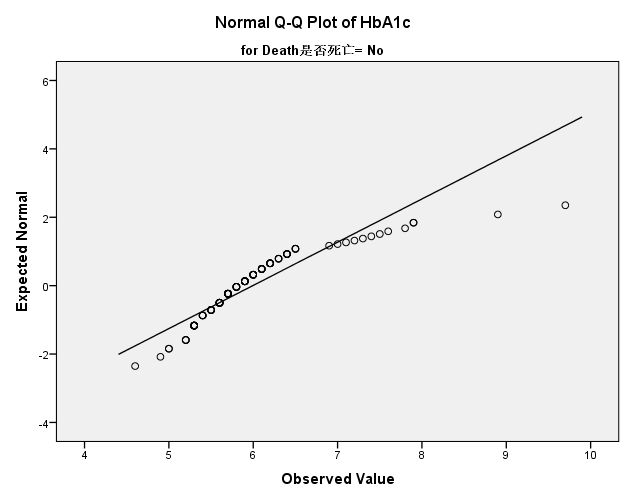 Normal Q-Q Plot of HbA1c
for Death是否死亡= No
Expected Normal
6
4
2
0
-2
-4
4 5 6 7 8 9 10
Observed Value